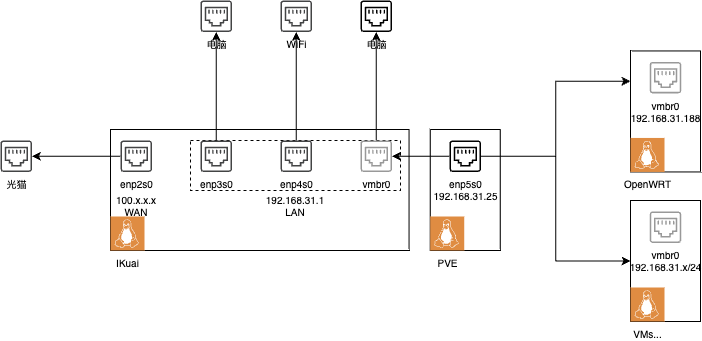 电脑
WiFi
电脑
光猫
enp2s0
100.x.x.x
WAN
enp3s0
enp4s0
vmbr0
192.168.31.1
LAN
IKuai
enp5s0
192.168.31.25
PVE
vmbr0
192.168.31.188
OpenWRT
vmbr0
192.168.31.x/24
VMs...